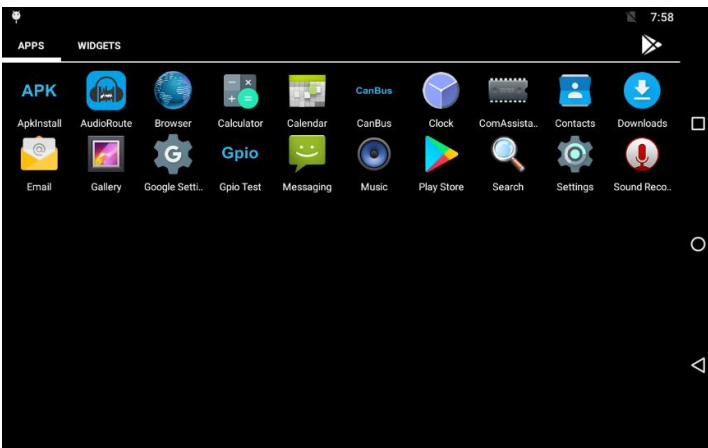 7:58
APPS WIDGETS
APK CanBus
ApkInstall AudioRoute Browser Calculator Calendar CanBus Clock ComAssista.. Contacts Downloads
@ G Gpio
Email Gallery Google Setti.. Gpio Test Messaging Music Play Store Search Settings Sound Reco..